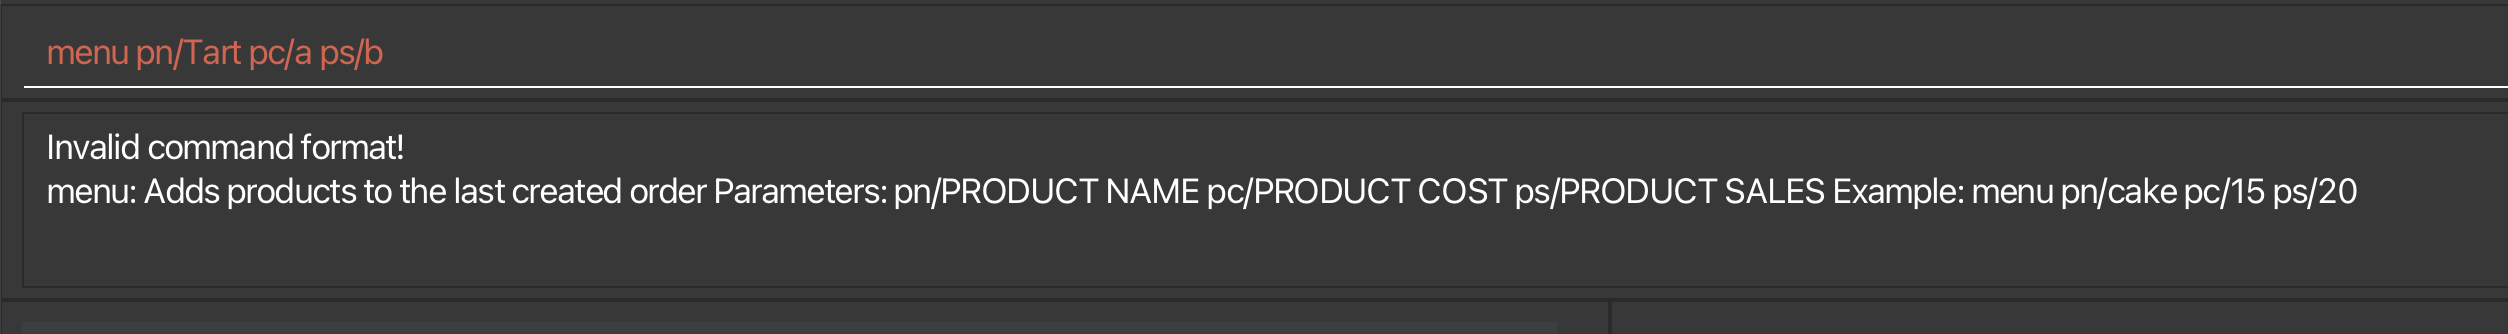 menu pn/Tart pc/a ps/b
Invalid command format!
menu: Adds products to the last created order Parameters: pn/PRODUCT NAME pc/PRODUCT COST ps/PRODUCT SALES Example: menu pn/cake pc/15 ps/20